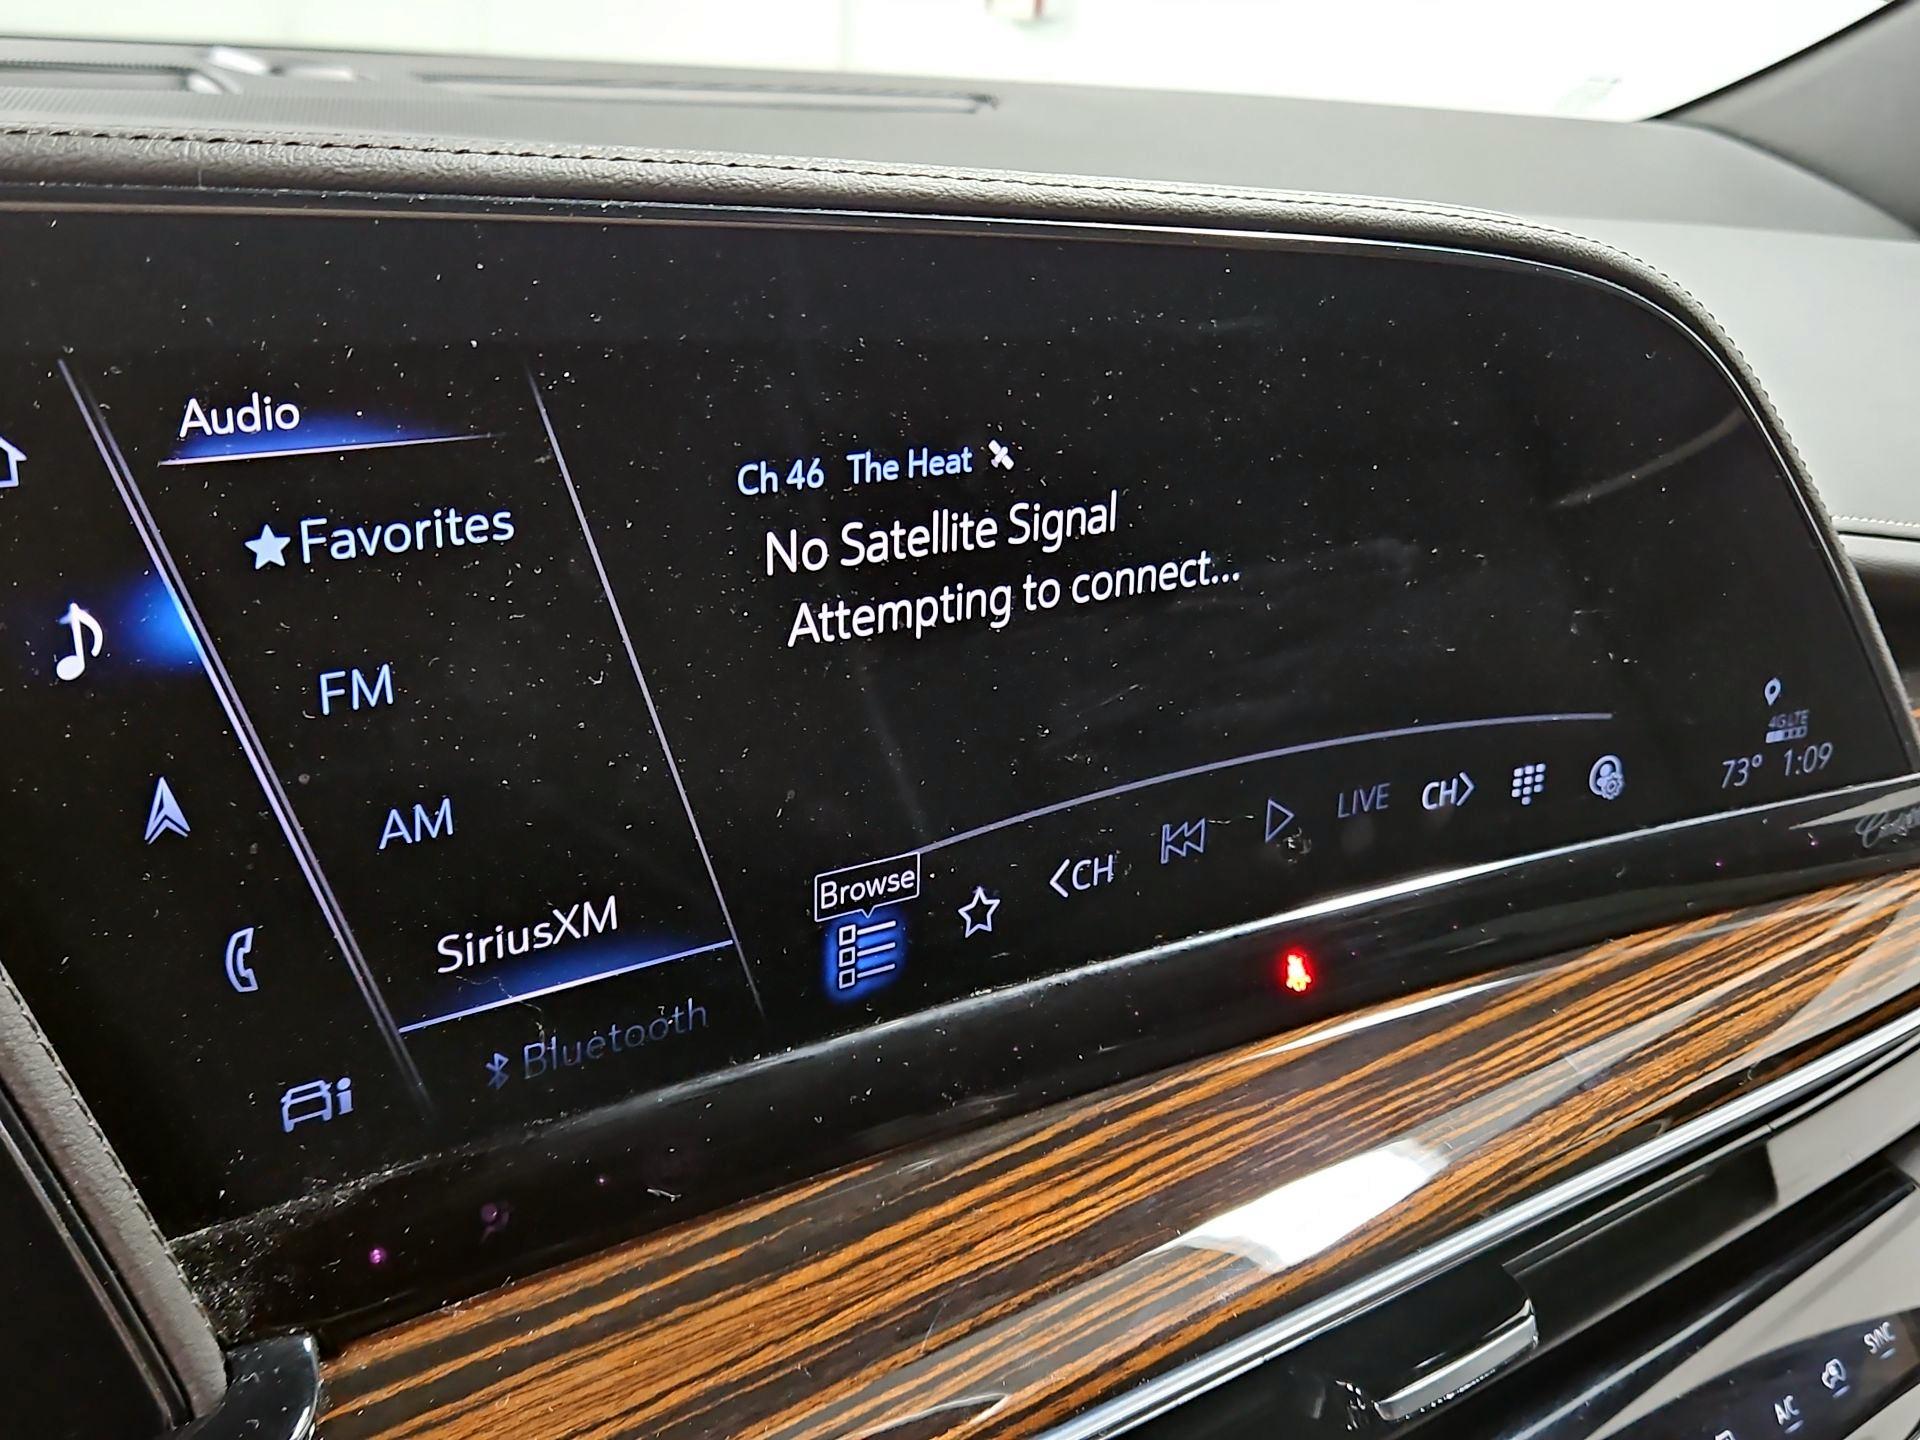 Audio
Favorites
FM
AM
SiriusXM
Bluetooth
Ch 46 The Heat
No Satellite Signal
Attempting to connect...
Browse
<CH
LIVE
CH>
4G LTE
73° 1:09
A/C
SYNC